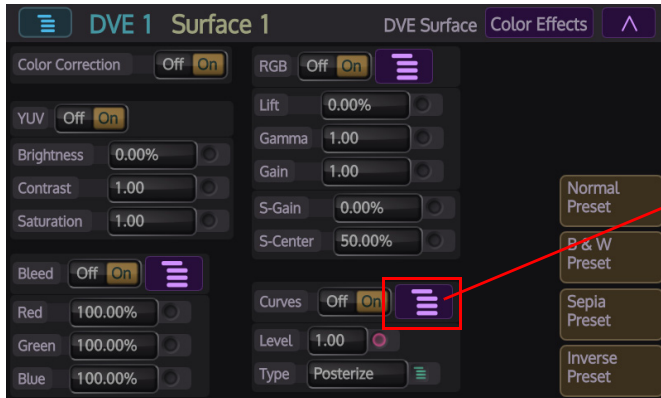 DVE 1 Surface 1 DVE Surface Color Effects
Color Correction Off On
YUV Off On
Brightness 0.00%
Contrast 1.00
Saturation 1.00
Bleed Off On
Red 100.00%
Green 100.00%
Blue 100.00%
RGB Off On
Lift 0.00%
Gamma 1.00
Gain 1.00
S-Gain 0.00%
S-Center 50.00%
Curves Off On
Level 1.00
Type Posterize
Normal
Preset
B & W
Preset
Sepia
Preset
Inverse
Preset